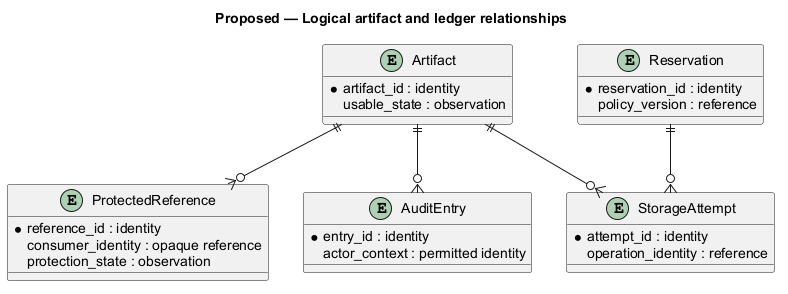 Proposed — Logical artifact and ledger relationships
E Artifact
artifact_id : identity
usable_state : observation
E Reservation
reservation_id : identity
policy_version : reference
E ProtectedReference
reference_id : identity
consumer_identity : opaque reference
protection_state : observation
E AuditEntry
entry_id : identity
actor_context : permitted identity
E StorageAttempt
attempt_id : identity
operation_identity : reference